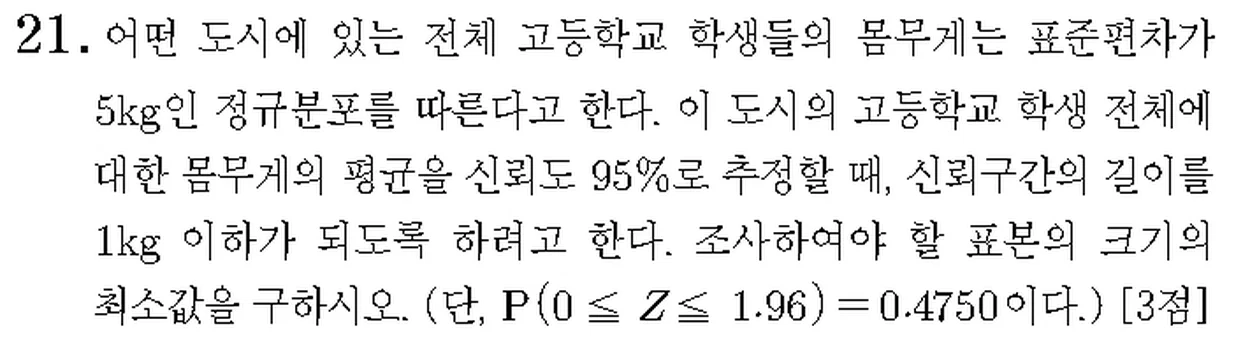 21. 어떤 도시에 있는 전체 고등학교 학생들의 몸무게는 표준편차가
5kg인 정규분포를 따른다고 한다. 이 도시의 고등학교 학생 전체에
대한 몸무게의 평균을 신뢰도 95%로 추정할 때, 신뢰구간의 길이를
1kg 이하가 되도록 하려고 한다. 조사하여야 할 표본의 크기의
최소값을 구하시오. (단, P(0 ≦ Z ≦ 1.96) = 0.4750이다.) [3점]